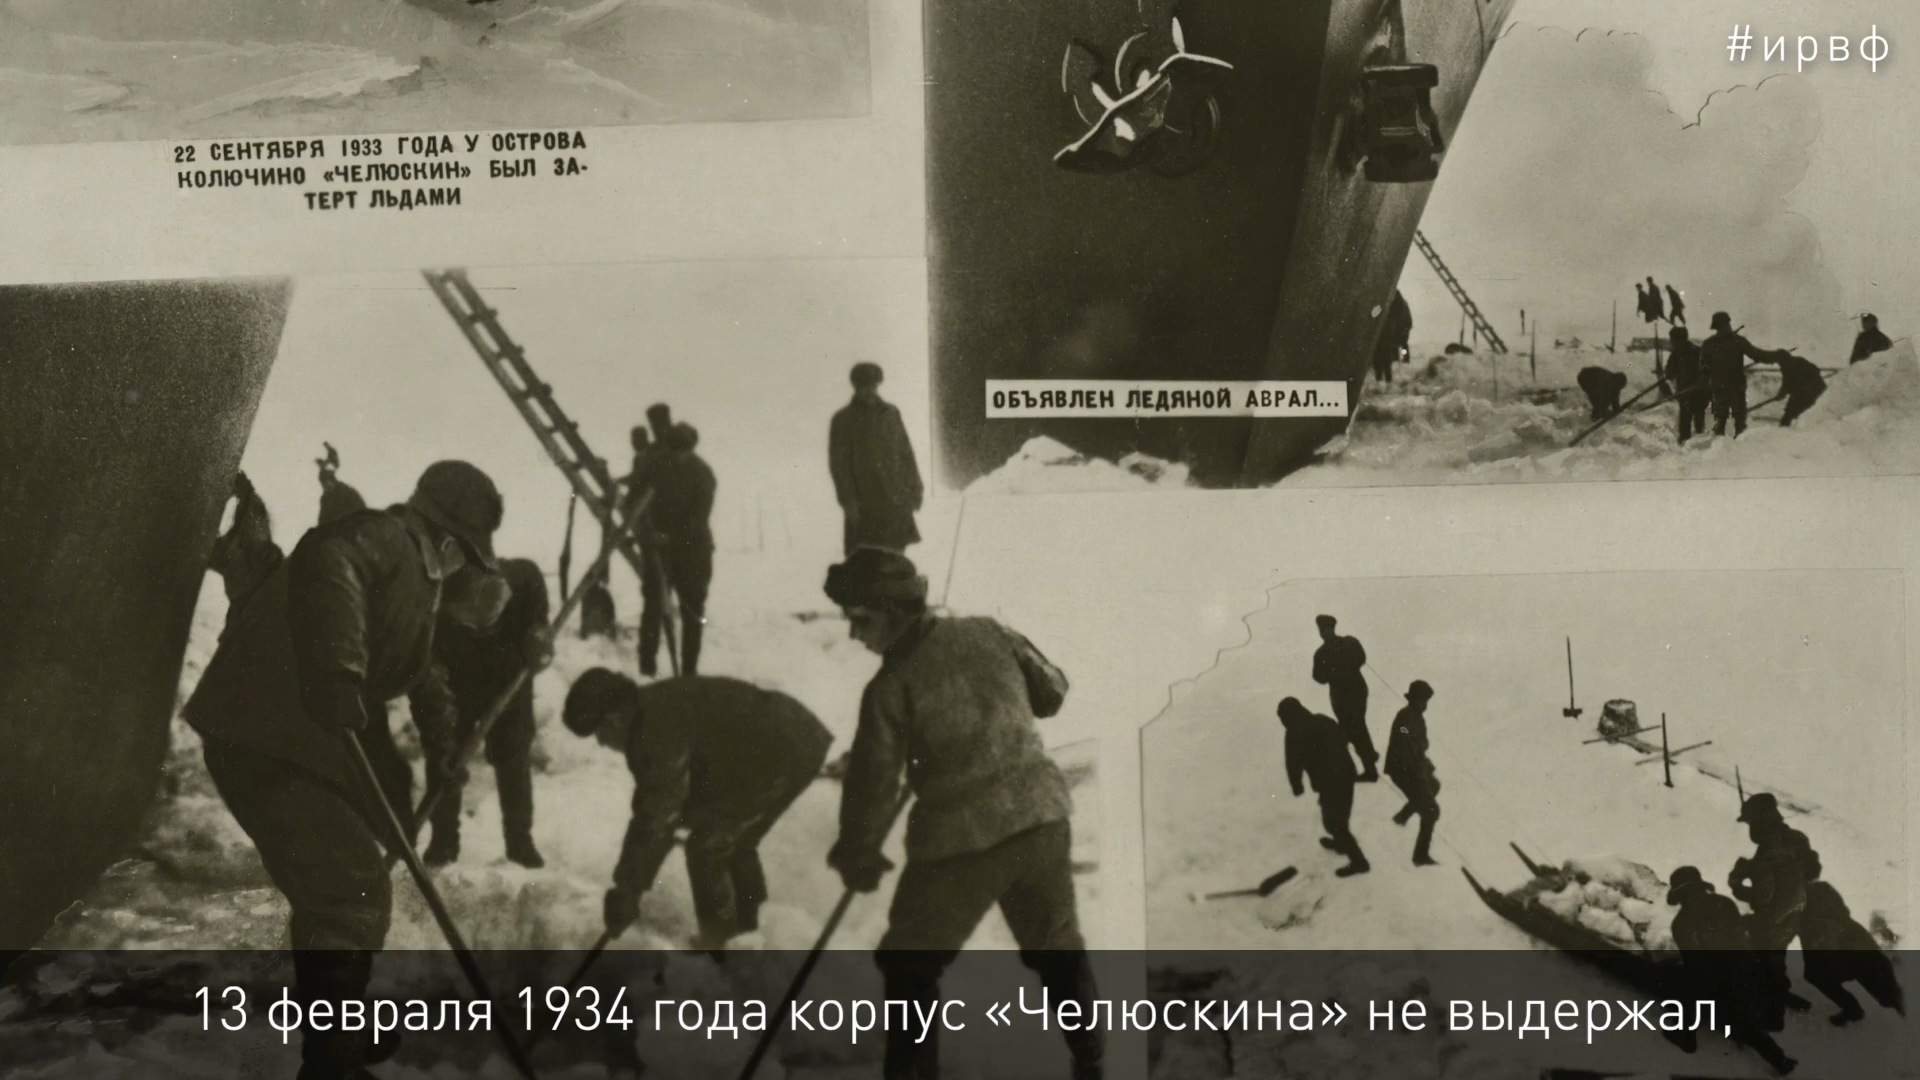 #ирвф
22 СЕНТЯБРЯ 1933 ГОДА У ОСТРОВА
КОЛЮЧИНО «ЧЕЛЮСКИН» БЫЛ ЗА-
ТЕРТ ЛЬДАМИ
ОБЪЯВЛЕН ЛЕДЯНОЙ АВРАЛ...
13 февраля 1934 года корпус «Челюскина» не выдержал,